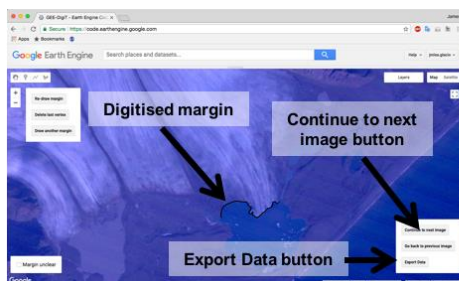 GEE-DigiT - Earth Engine Co
James
Secure https://code.earthengine.google.com
Apps
Bookmarks
Google Earth Engine
Search places and datasets...
Help
Layers
Map
Satellite
Re-draw margin
Delete last vertex
Draw another margin
Digitised margin
Continue to next
image button
Continue to next image
Go back to previous image
Export Data
Export Data button
Margin unclear
Google